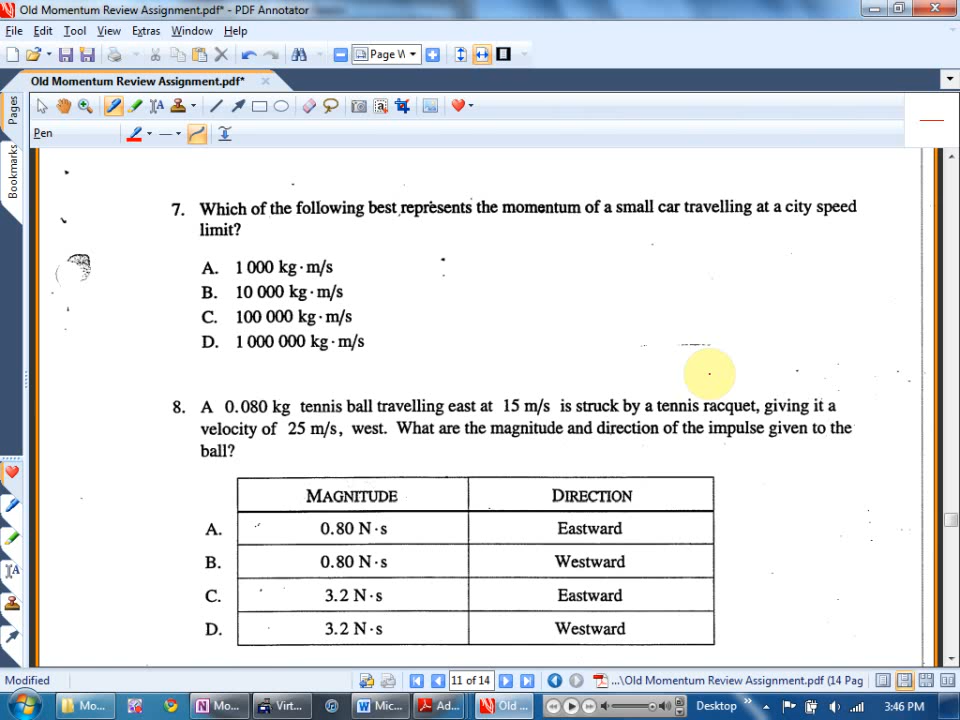 Old Momentum Review Assignment.pdf* - PDF Annotator
File Edit Tool View Extras Window Help
Page W
Old Momentum Review Assignment.pdf*
Pen
Pages
Bookmarks
7. Which of the following best represents the momentum of a small car travelling at a city speed
limit?
A. 1 000 kg·m/s
B. 10 000 kg·m/s
C. 100 000 kg·m/s
D. 1 000 000 kg·m/s
8. A 0.080 kg tennis ball travelling east at 15 m/s is struck by a tennis racquet, giving it a
velocity of 25 m/s, west. What are the magnitude and direction of the impulse given to the
ball?
MAGNITUDE DIRECTION
A. 0.80 N·s Eastward
B. 0.80 N·s Westward
C. 3.2 N·s Eastward
D. 3.2 N·s Westward
Modified 11 of 14 ...\Old Momentum Review Assignment.pdf (14 Pag
Mo... Mo... Virt... Mic... Ad... Old ... Desktop 3:46 PM